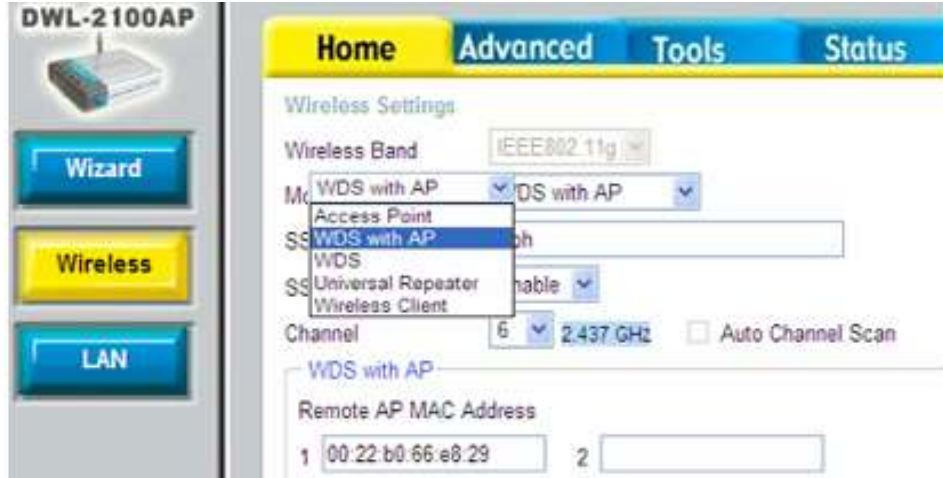 DWL-2100AP
Home Advanced Tools Status
Wireless Settings
Wireless Band IEEE802.11g
Wizard
WDS with AP WDS with AP
Access Point
WDS with AP
WDS
Universal Repeater
Wireless Client
Wireless
Channel 6 2.437 GHz Auto Channel Scan
LAN
WDS with AP
Remote AP MAC Address
1 00:22:b0:66:e8:29 2